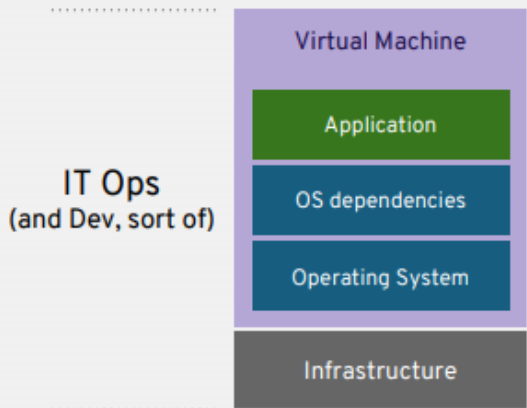 Virtual Machine
Application
IT Ops
(and Dev, sort of)
OS dependencies
Operating System
Infrastructure